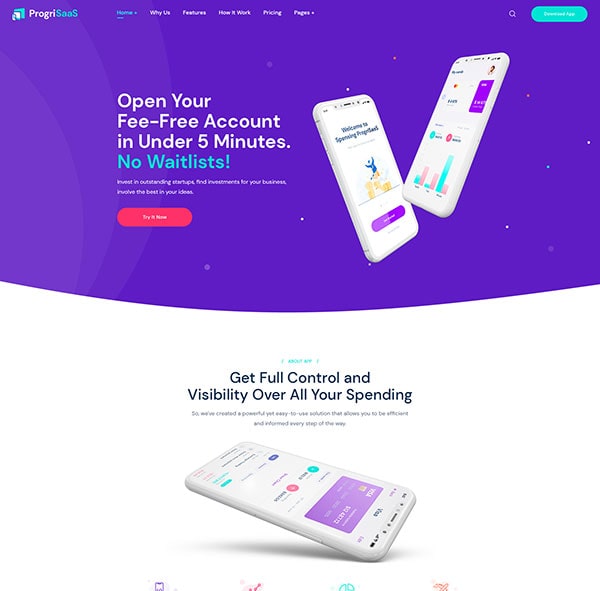 ProgriSaaS
Home + Why Us Features How It Work Pricing Pages +
Download App
Open Your
Fee-Free Account
in Under 5 Minutes.
No Waitlists!
Invest in outstanding startups, find investments for your business,
involve the best in your ideas.
Try It Now
Welcome to
Spending ProgriSaaS
My cards
ABOUT APP
Get Full Control and
Visibility Over All Your Spending
So, we've created a powerful yet easy-to-use solution that allows you to be efficient
and informed every step of the way.
VISA
Visa